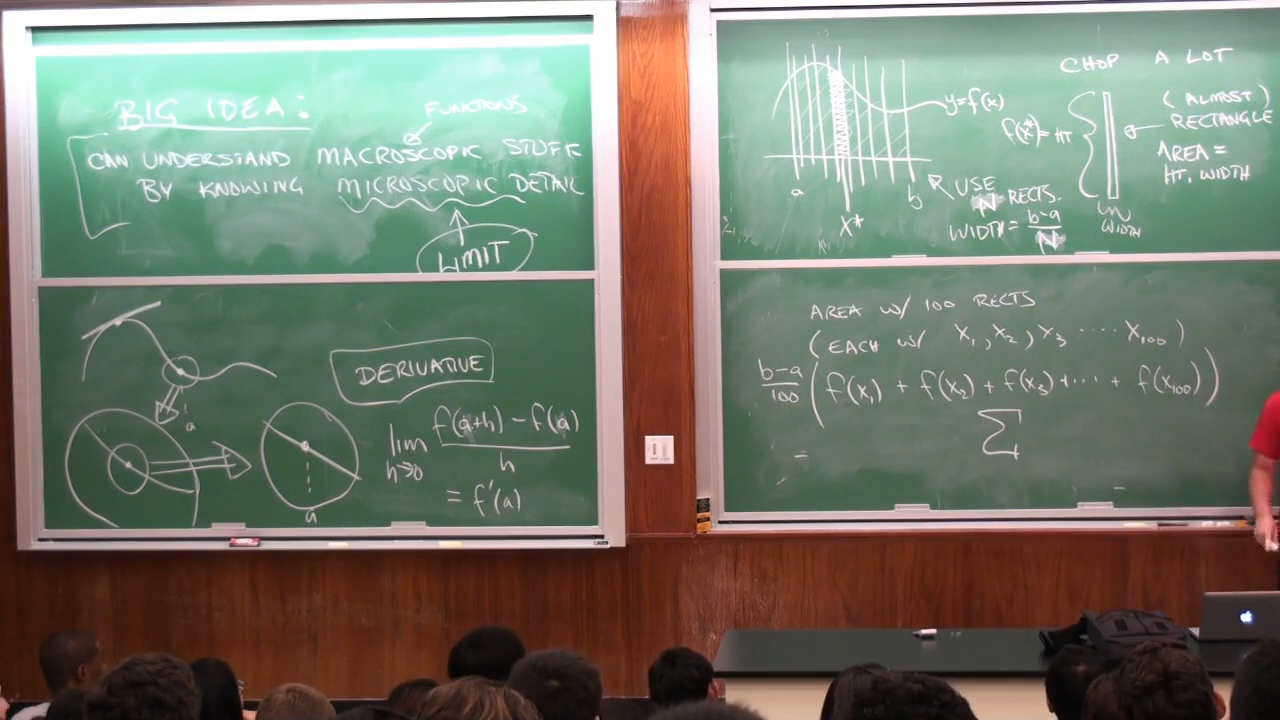 BIG IDEA:
FUNCTIONS
CAN UNDERSTAND MACROSCOPIC STUFF
BY KNOWING MICROSCOPIC DETAIL
LIMIT
a
a
DERIVATIVE
lim h→0 f(a+h) - f(a) / h
= f'(a)
CHOP A LOT
y=f(x)
f(x*) = HT
(ALMOST)
RECTANGLE
AREA =
HT. WIDTH
a
b
x*
USE
N RECTS.
WIDTH = b-a / N
WIDTH
AREA W/ 100 RECTS
(EACH W/ x₁, x₂, x₃ ..... x₁₀₀)
b-a / 100 (f(x₁) + f(x₂) + f(x₃) + ... + f(x₁₀₀))
= Σ